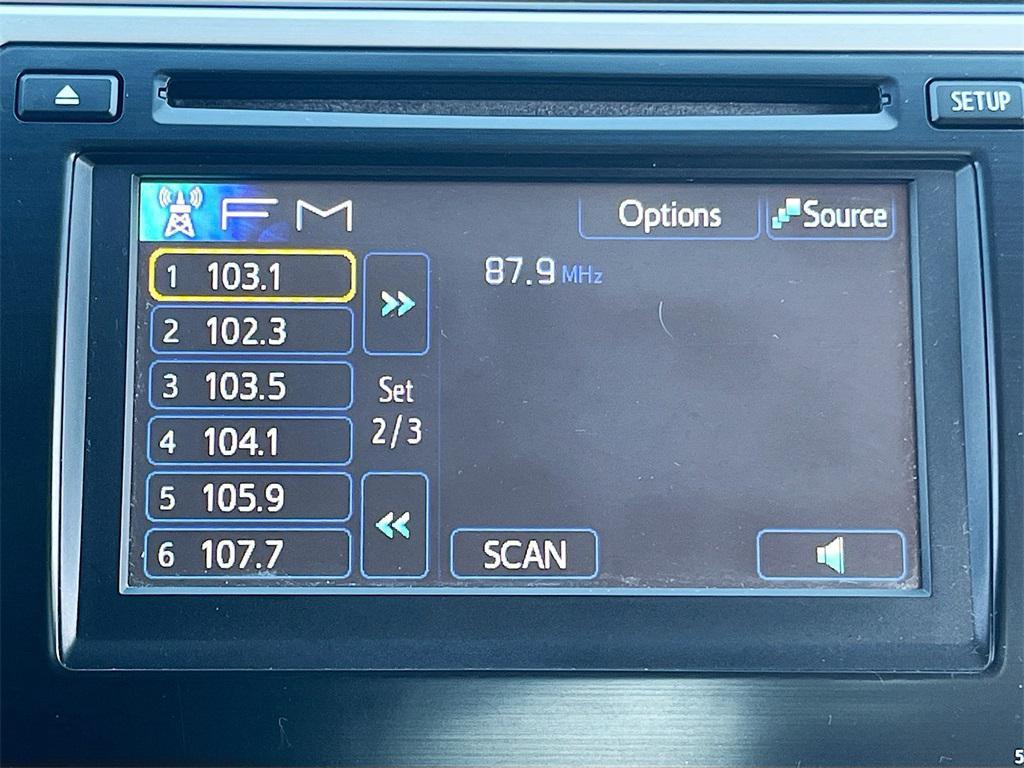 SETUP
FM
Options
Source
1 103.1
87.9 MHz
2 102.3
3 103.5
Set
2/3
4 104.1
5 105.9
6 107.7
SCAN
5